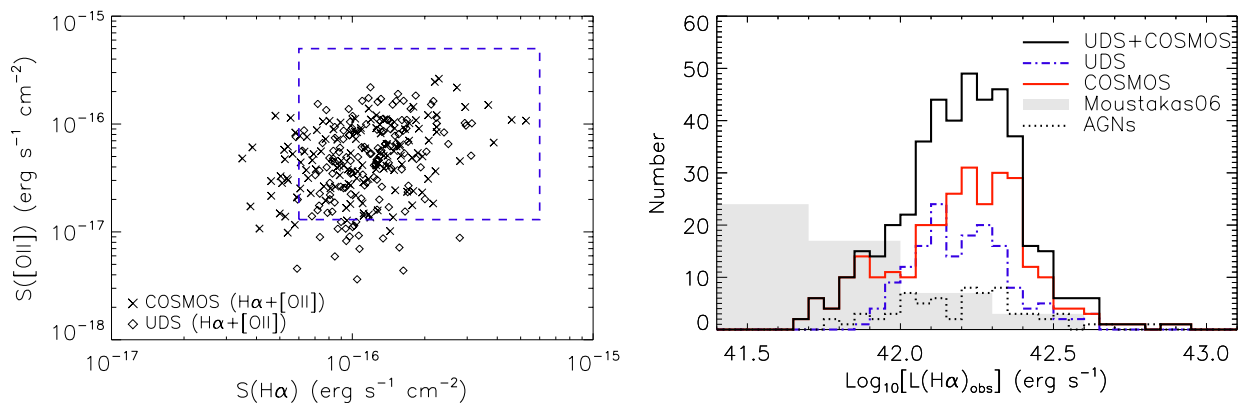 10⁻¹⁵
10⁻¹⁶
10⁻¹⁷
10⁻¹⁸
S([OII]) (erg s⁻¹ cm⁻²)
× COSMOS (Hα+[OII])
◇ UDS (Hα+[OII])
10⁻¹⁷ 10⁻¹⁶ 10⁻¹⁵
S(Hα) (erg s⁻¹ cm⁻²)
60
50
40
30
20
10
0
Number
UDS+COSMOS
UDS
COSMOS
Moustakas06
AGNs
41.5 42.0 42.5 43.0
Log₁₀[L(Hα)ₒbₛ] (erg s⁻¹)